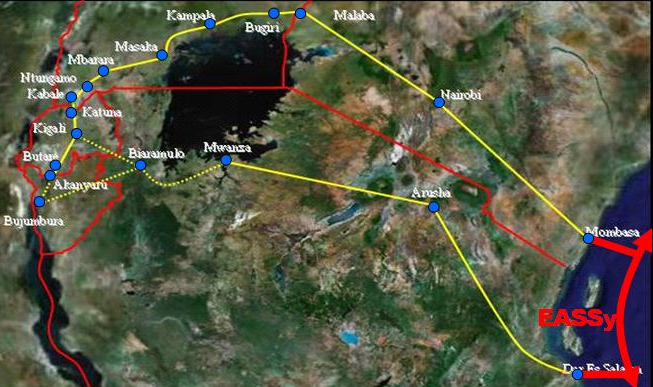 Kampala
Malaba
Bugiri
Masaka
Mbarara
Ntungamo
Kabale
Nairobi
Katuna
Kigali
Mwanza
Butare
Biaramulo
Akanyaru
Arusha
Bujumbura
Mombasa
EASSy
Dar Es Salaam